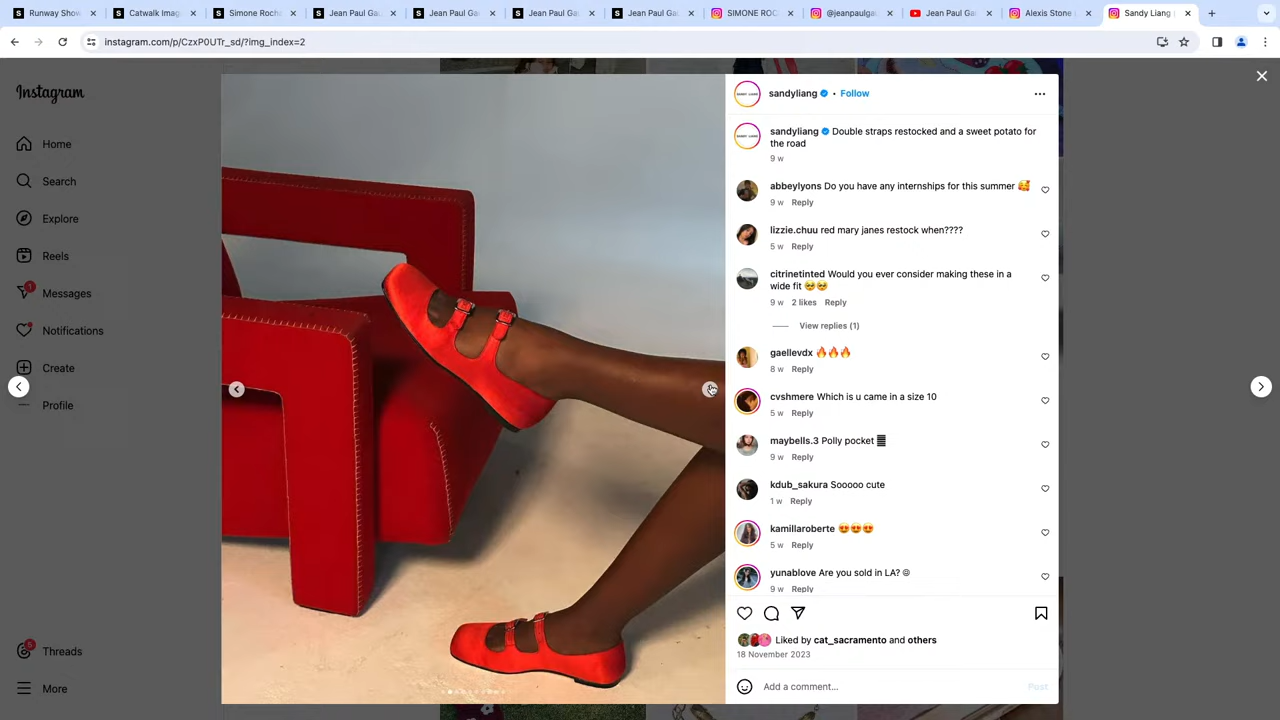 Runway Show
Catwalk Imag
Simone Rocha
Jean Paul Ga
Jean Paul Ga
Jean Paul Ga
Jean Paul Ga
SIMONE ROC
@jeanpaulga
Jean Paul Ga
Alexis Stone
Sandy Liang |
instagram.com/p/CzxP0UTr_sd/?img_index=2
Instagram
Home
Search
Explore
Reels
1
Messages
Notifications
Create
Profile
5
Threads
More
sandyliang • Follow
•••
sandyliang Double straps restocked and a sweet potato for
the road
9 w
abbeylyons Do you have any internships for this summer 🥰
9 w Reply
lizzie.chuu red mary janes restock when????
5 w Reply
citrinetinted Would you ever consider making these in a
wide fit 🥺🥺
9 w 2 likes Reply
View replies (1)
gaellevdx 🔥🔥🔥
8 w Reply
cvshmere Which is u came in a size 10
5 w Reply
maybells.3 Polly pocket
9 w Reply
kdub_sakura Sooooo cute
1 w Reply
kamillaroberte 😍😍😍
5 w Reply
yunablove Are you sold in LA?
9 w Reply
Liked by cat_sacramento and others
18 November 2023
Add a comment...
Post